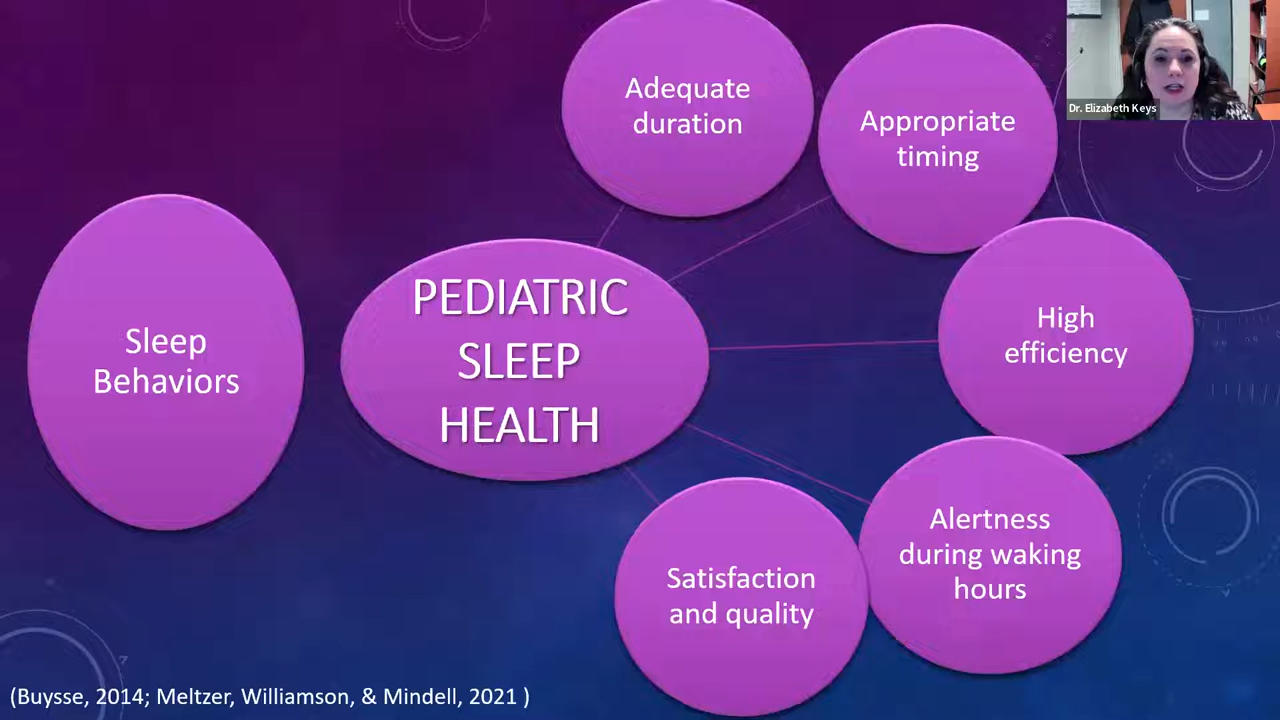 Adequate
duration
Appropriate
timing
Dr. Elizabeth Keys
High
efficiency
PEDIATRIC
SLEEP
HEALTH
Sleep
Behaviors
Alertness
during waking
hours
Satisfaction
and quality
(Buysse, 2014; Meltzer, Williamson, & Mindell, 2021 )